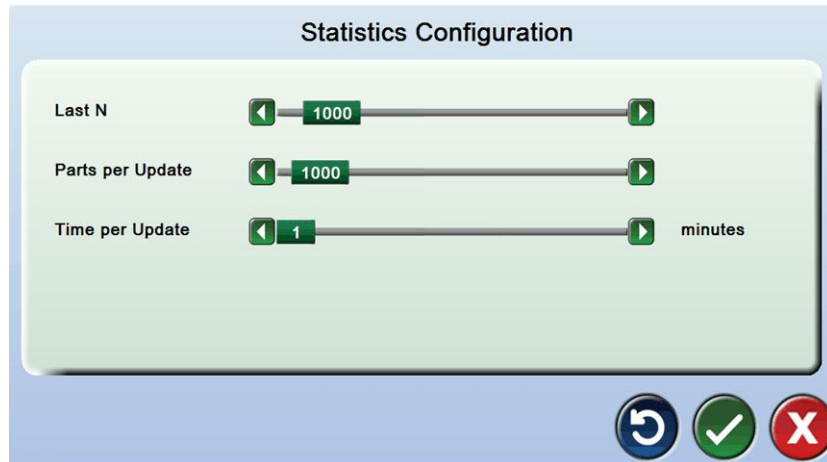 Statistics Configuration
Last N 1000
Parts per Update 1000
Time per Update 1 minutes